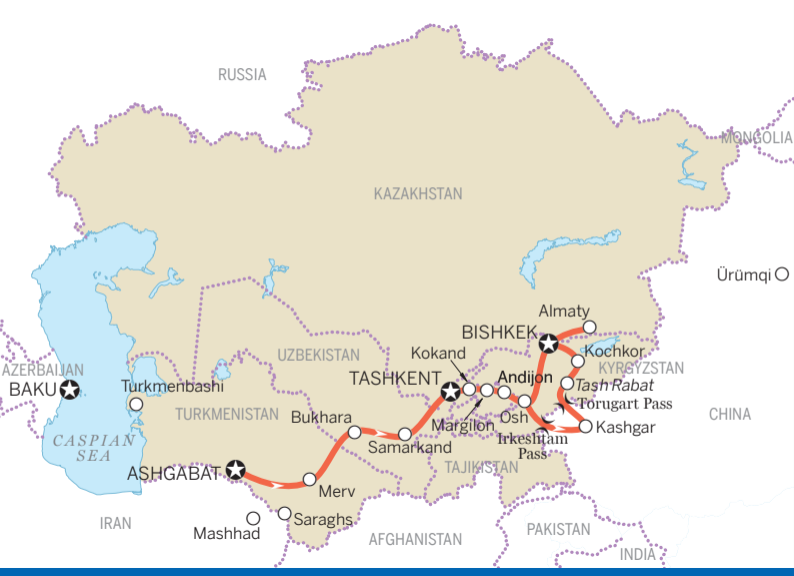 RUSSIA
MONGOLIA
KAZAKHSTAN
Ürümqi
Almaty
BISHKEK
Kokand
Kochkor
UZBEKISTAN
KYRGYZSTAN
AZERBAIJAN
BAKU
TASHKENT
Andijon
Tash Rabat
Turkmenbashi
Torugart Pass
TURKMENISTAN
Bukhara
Margilon
Osh
CHINA
Kashgar
CASPIAN
SEA
Samarkand
Irkeshtam
Pass
TAJIKISTAN
ASHGABAT
Merv
IRAN
Saraghs
Mashhad
AFGHANISTAN
PAKISTAN
INDIA